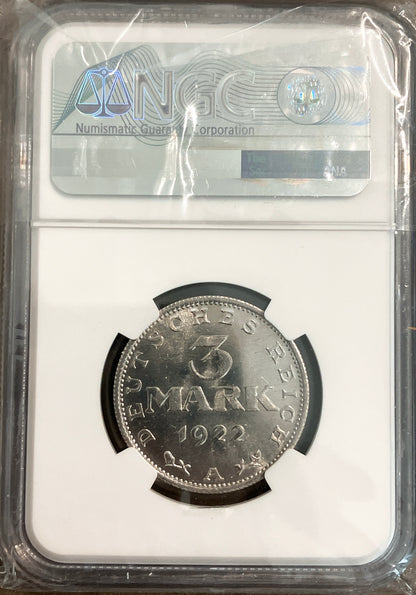 NGC
Numismatic Guaranty Corporation
DEUTSCHES REICH
3
MARK
1922
A